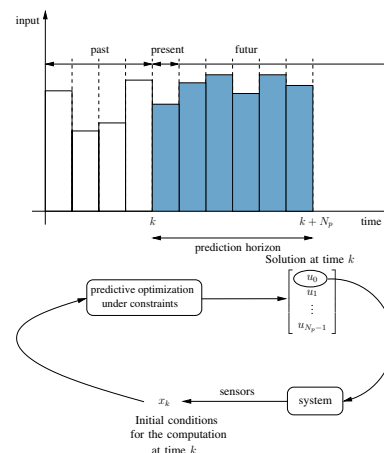 input
past
present
futur
k
k + N_p
time
prediction horizon
Solution at time k
predictive optimization
under constraints
u_0
u_1
⋮
u_{N_p−1}
sensors
x_k
system
Initial conditions
for the computation
at time k